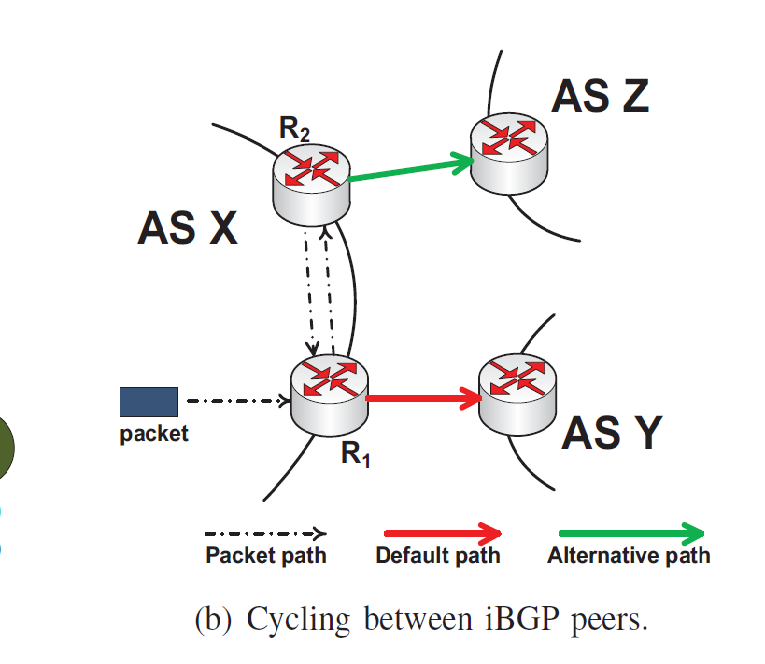 AS Z
R2
AS X
packet
R1
AS Y
Packet path
Default path
Alternative path
(b) Cycling between iBGP peers.